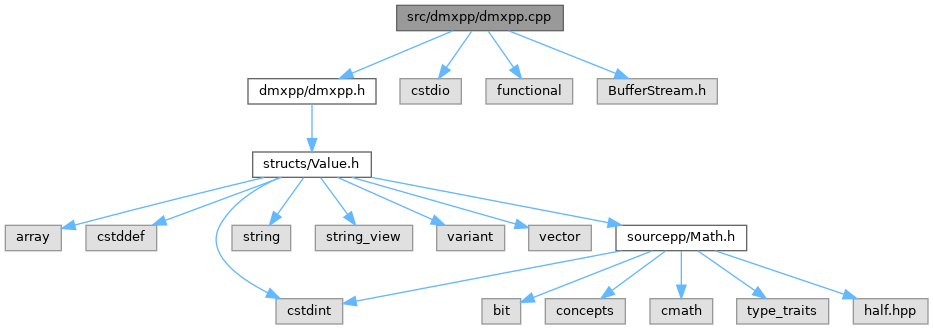 src/dmxpp/dmxpp.cpp
dmxpp/dmxpp.h
cstdio
functional
BufferStream.h
structs/Value.h
array
cstddef
string
string_view
variant
vector
sourcepp/Math.h
cstdint
bit
concepts
cmath
type_traits
half.hpp